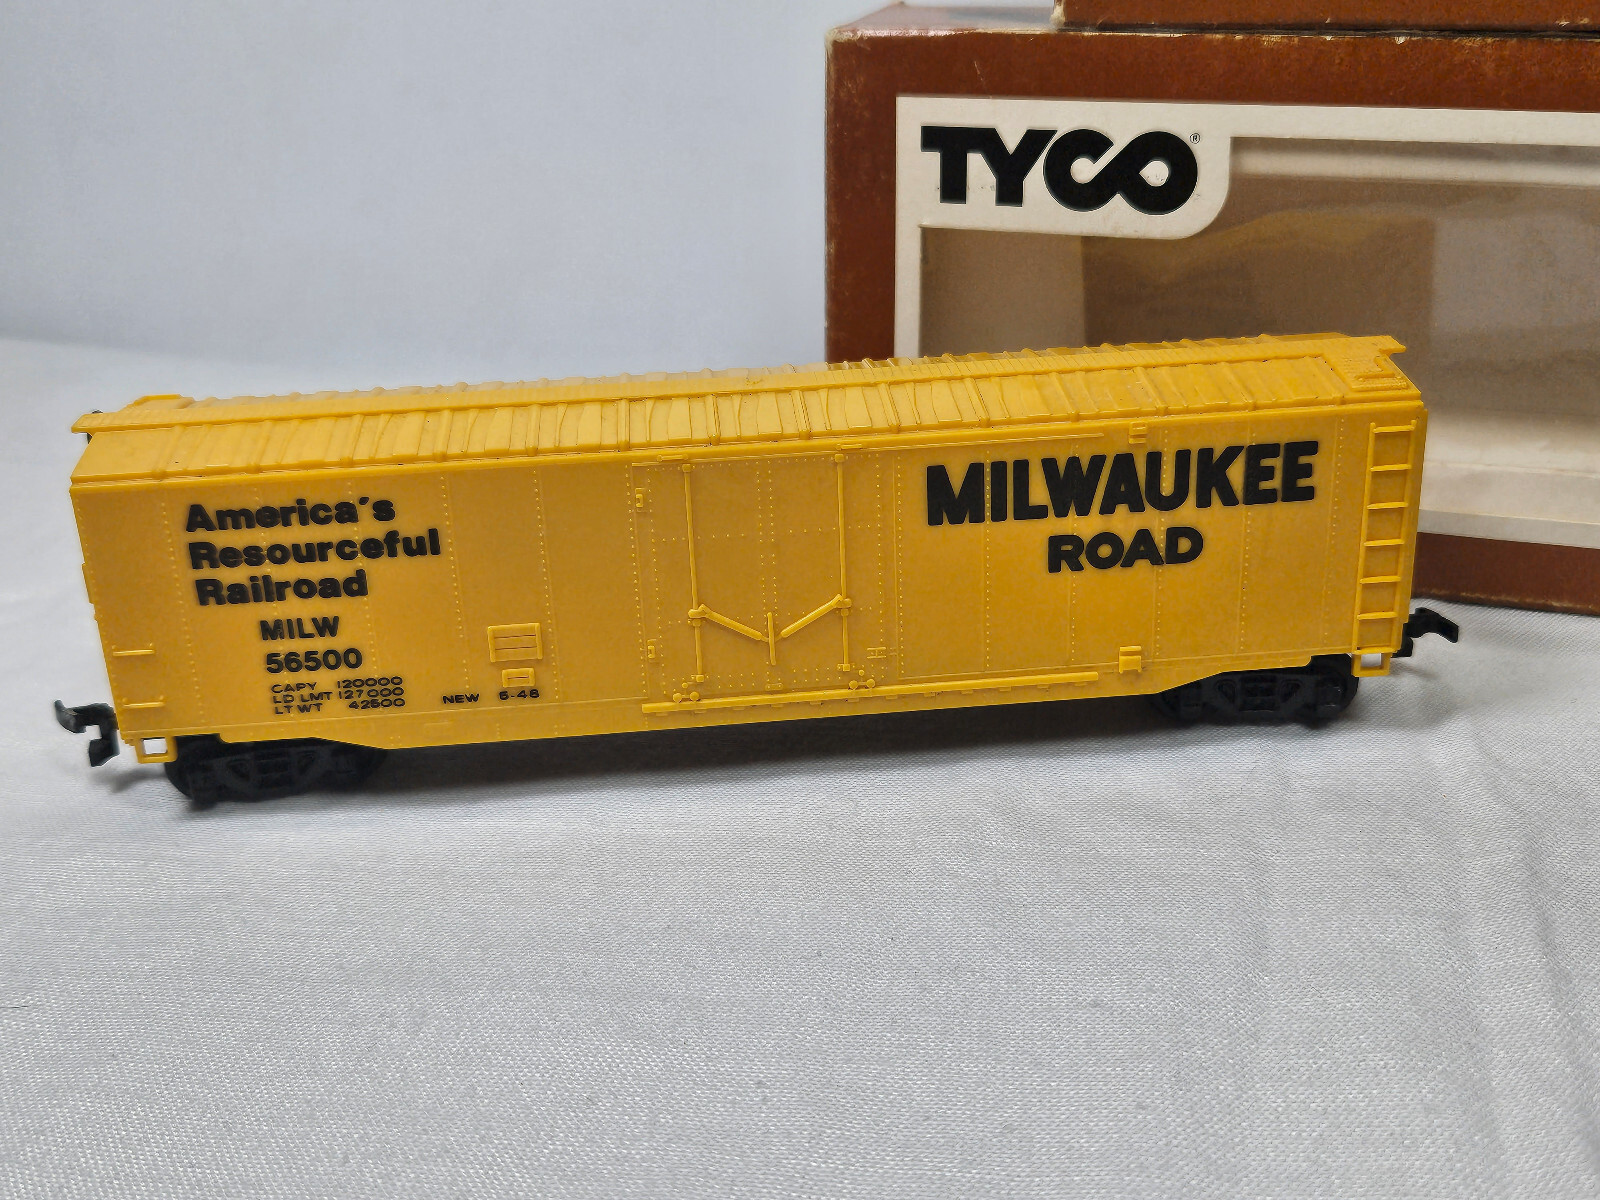 TYCO®
America's
Resourceful
Railroad
MILW
56500
CAPY 120000
LD LMT 127000
LT WT 42500
NEW 6-48
MILWAUKEE
ROAD